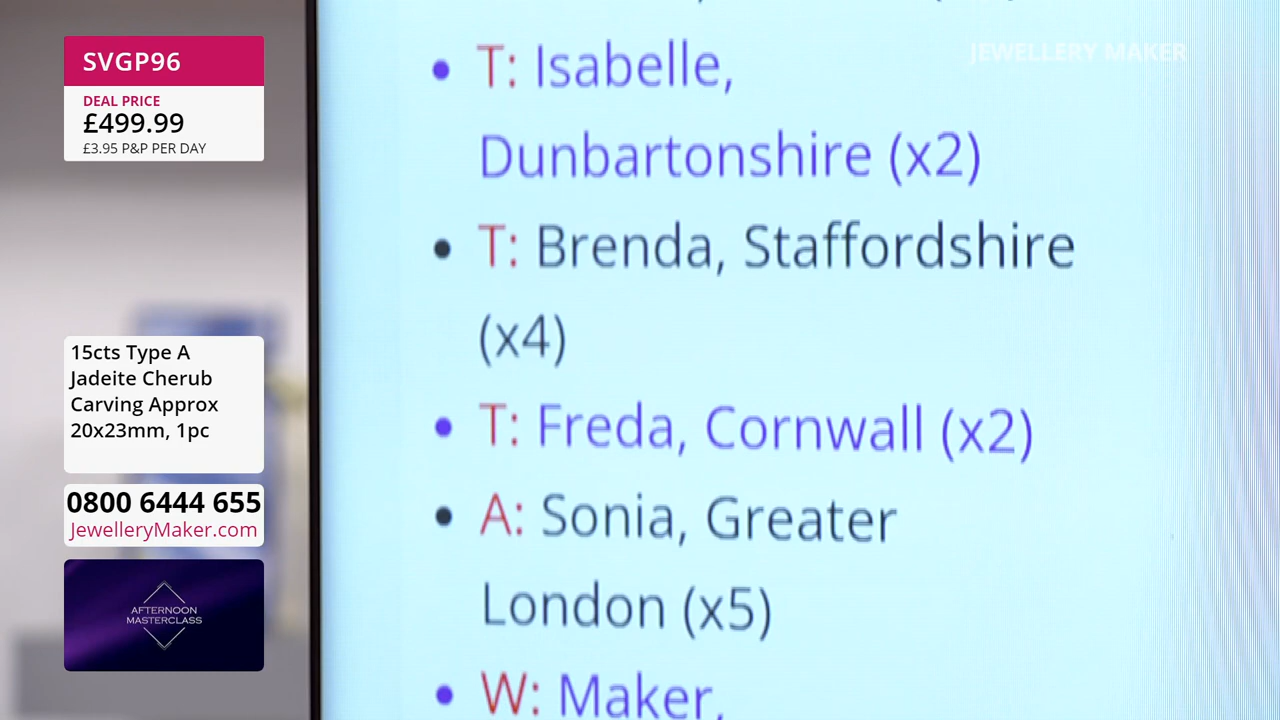 SVGP96
DEAL PRICE
£499.99
£3.95 P&P PER DAY
15cts Type A
Jadeite Cherub
Carving Approx
20x23mm, 1pc
0800 6444 655
JewelleryMaker.com
AFTERNOON
MASTERCLASS
JEWELLERY MAKER
• T: Isabelle,
Dunbartonshire (x2)
• T: Brenda, Staffordshire
(x4)
• T: Freda, Cornwall (x2)
• A: Sonia, Greater
London (x5)
• W: Maker,